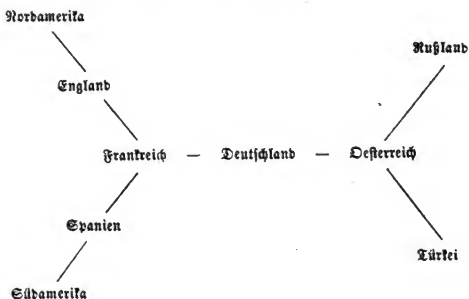 Nordamerika
Rußland
England
Frankreich — Deutschland — Oesterreich
Spanien
Türkei
Südamerika